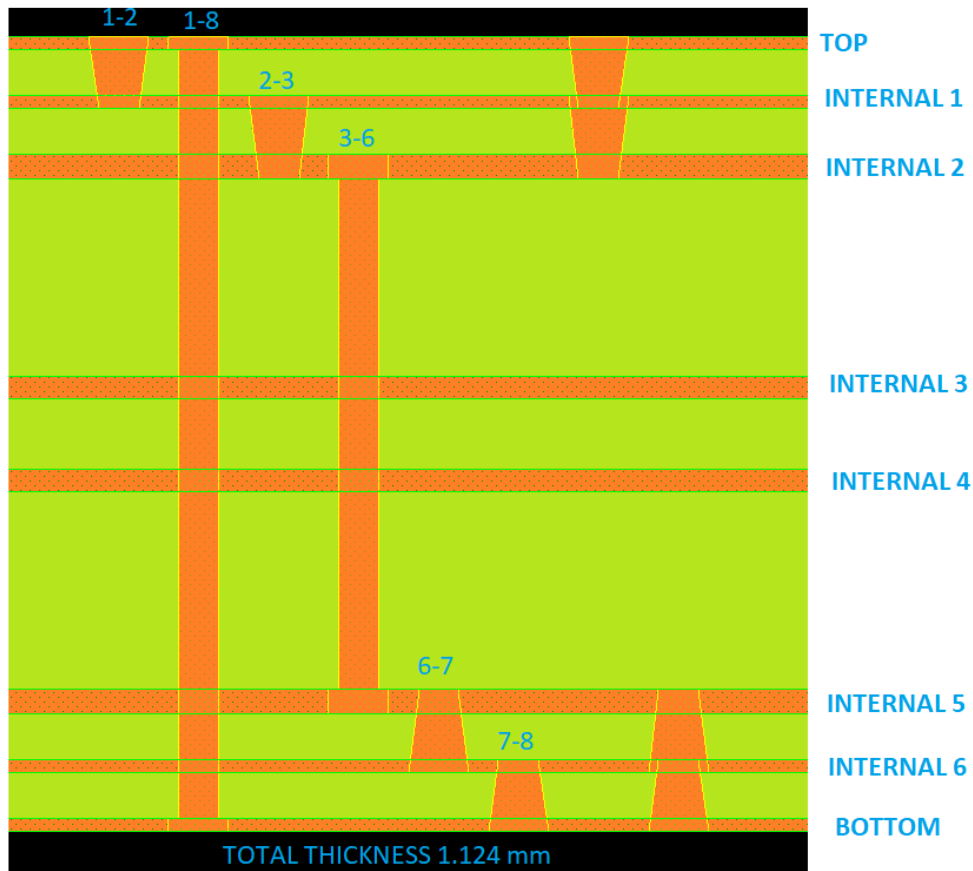 1-2
1-8
TOP
2-3
INTERNAL 1
3-6
INTERNAL 2
INTERNAL 3
INTERNAL 4
6-7
INTERNAL 5
7-8
INTERNAL 6
BOTTOM
TOTAL THICKNESS 1.124 mm